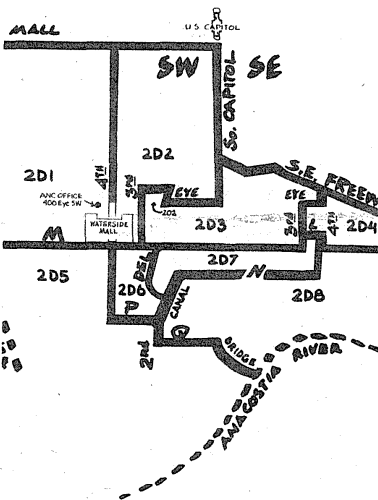 MALL
U.S. CAPITOL
SW SE
So. CAPITOL
2D1
4TH
2D2
3RD
S.E. FREEW
ANC OFFICE
400 Eye SW
EYE
201
EYE
WATERSIDE
MALL
2D3
3RD
L
4TH
2D4
M
2D5
DEL
2D7
2D6
CANAL
N
2D8
P
2ND
Q
BRIDGE
ANACOSTIA RIVER